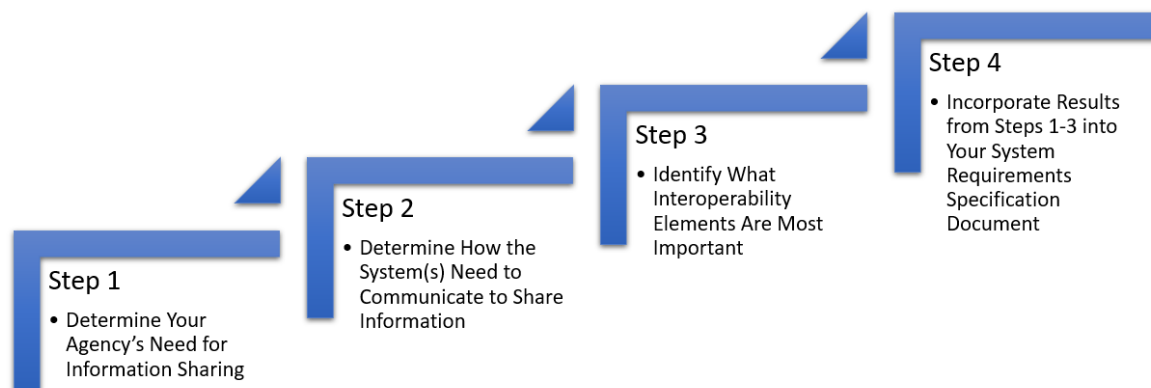 Step 1
• Determine Your
Agency's Need for
Information Sharing
Step 2
• Determine How the
System(s) Need to
Communicate to Share
Information
Step 3
• Identify What
Interoperability
Elements Are Most
Important
Step 4
• Incorporate Results
from Steps 1-3 into
Your System
Requirements
Specification
Document